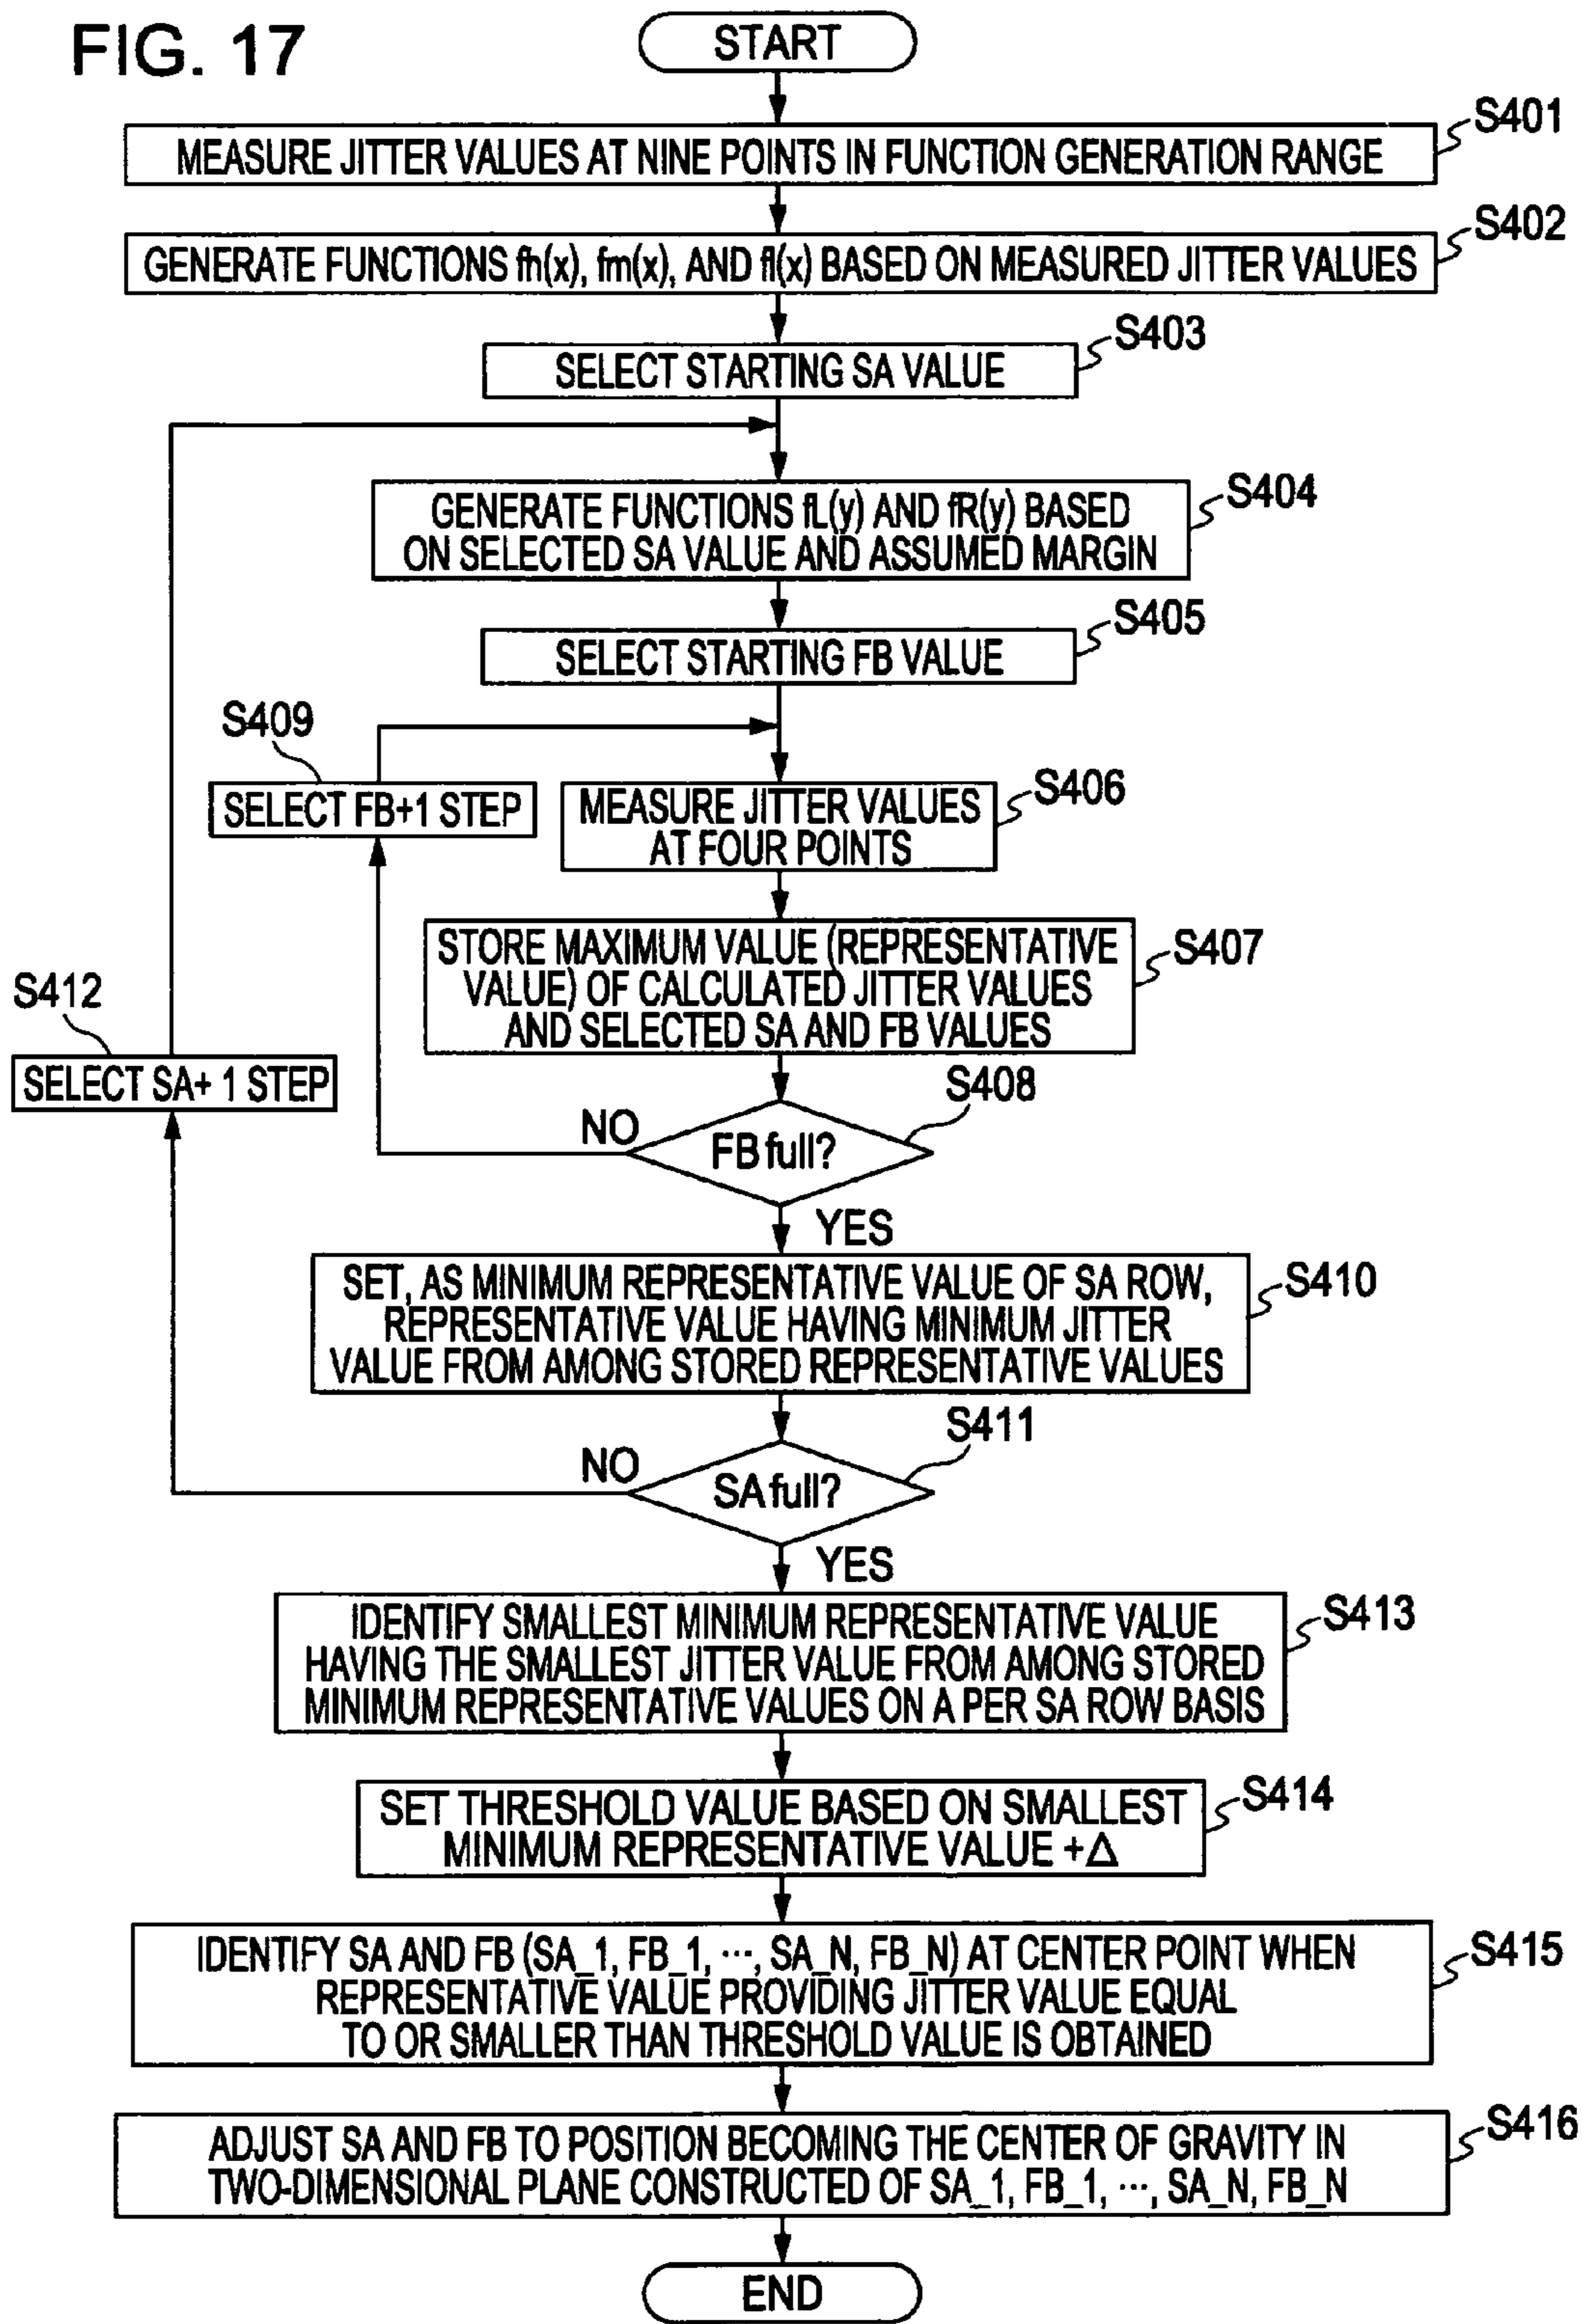 FIG. 17
START
S401
MEASURE JITTER VALUES AT NINE POINTS IN FUNCTION GENERATION RANGE
S402
GENERATE FUNCTIONS fh(x), fm(x), AND fl(x) BASED ON MEASURED JITTER VALUES
S403
SELECT STARTING SA VALUE
S404
GENERATE FUNCTIONS fL(y) AND fR(y) BASED
ON SELECTED SA VALUE AND ASSUMED MARGIN
S405
SELECT STARTING FB VALUE
S409
SELECT FB+1 STEP
S406
MEASURE JITTER VALUES
AT FOUR POINTS
S407
STORE MAXIMUM VALUE (REPRESENTATIVE
VALUE) OF CALCULATED JITTER VALUES
AND SELECTED SA AND FB VALUES
S412
SELECT SA+ 1 STEP
S408
NO
FB full?
YES
S410
SET, AS MINIMUM REPRESENTATIVE VALUE OF SA ROW,
REPRESENTATIVE VALUE HAVING MINIMUM JITTER
VALUE FROM AMONG STORED REPRESENTATIVE VALUES
S411
NO
SA full?
YES
S413
IDENTIFY SMALLEST MINIMUM REPRESENTATIVE VALUE
HAVING THE SMALLEST JITTER VALUE FROM AMONG STORED
MINIMUM REPRESENTATIVE VALUES ON A PER SA ROW BASIS
S414
SET THRESHOLD VALUE BASED ON SMALLEST
MINIMUM REPRESENTATIVE VALUE +Δ
S415
IDENTIFY SA AND FB (SA_1, FB_1, ···, SA_N, FB_N) AT CENTER POINT WHEN
REPRESENTATIVE VALUE PROVIDING JITTER VALUE EQUAL
TO OR SMALLER THAN THRESHOLD VALUE IS OBTAINED
S416
ADJUST SA AND FB TO POSITION BECOMING THE CENTER OF GRAVITY IN
TWO-DIMENSIONAL PLANE CONSTRUCTED OF SA_1, FB_1, ···, SA_N, FB_N
END